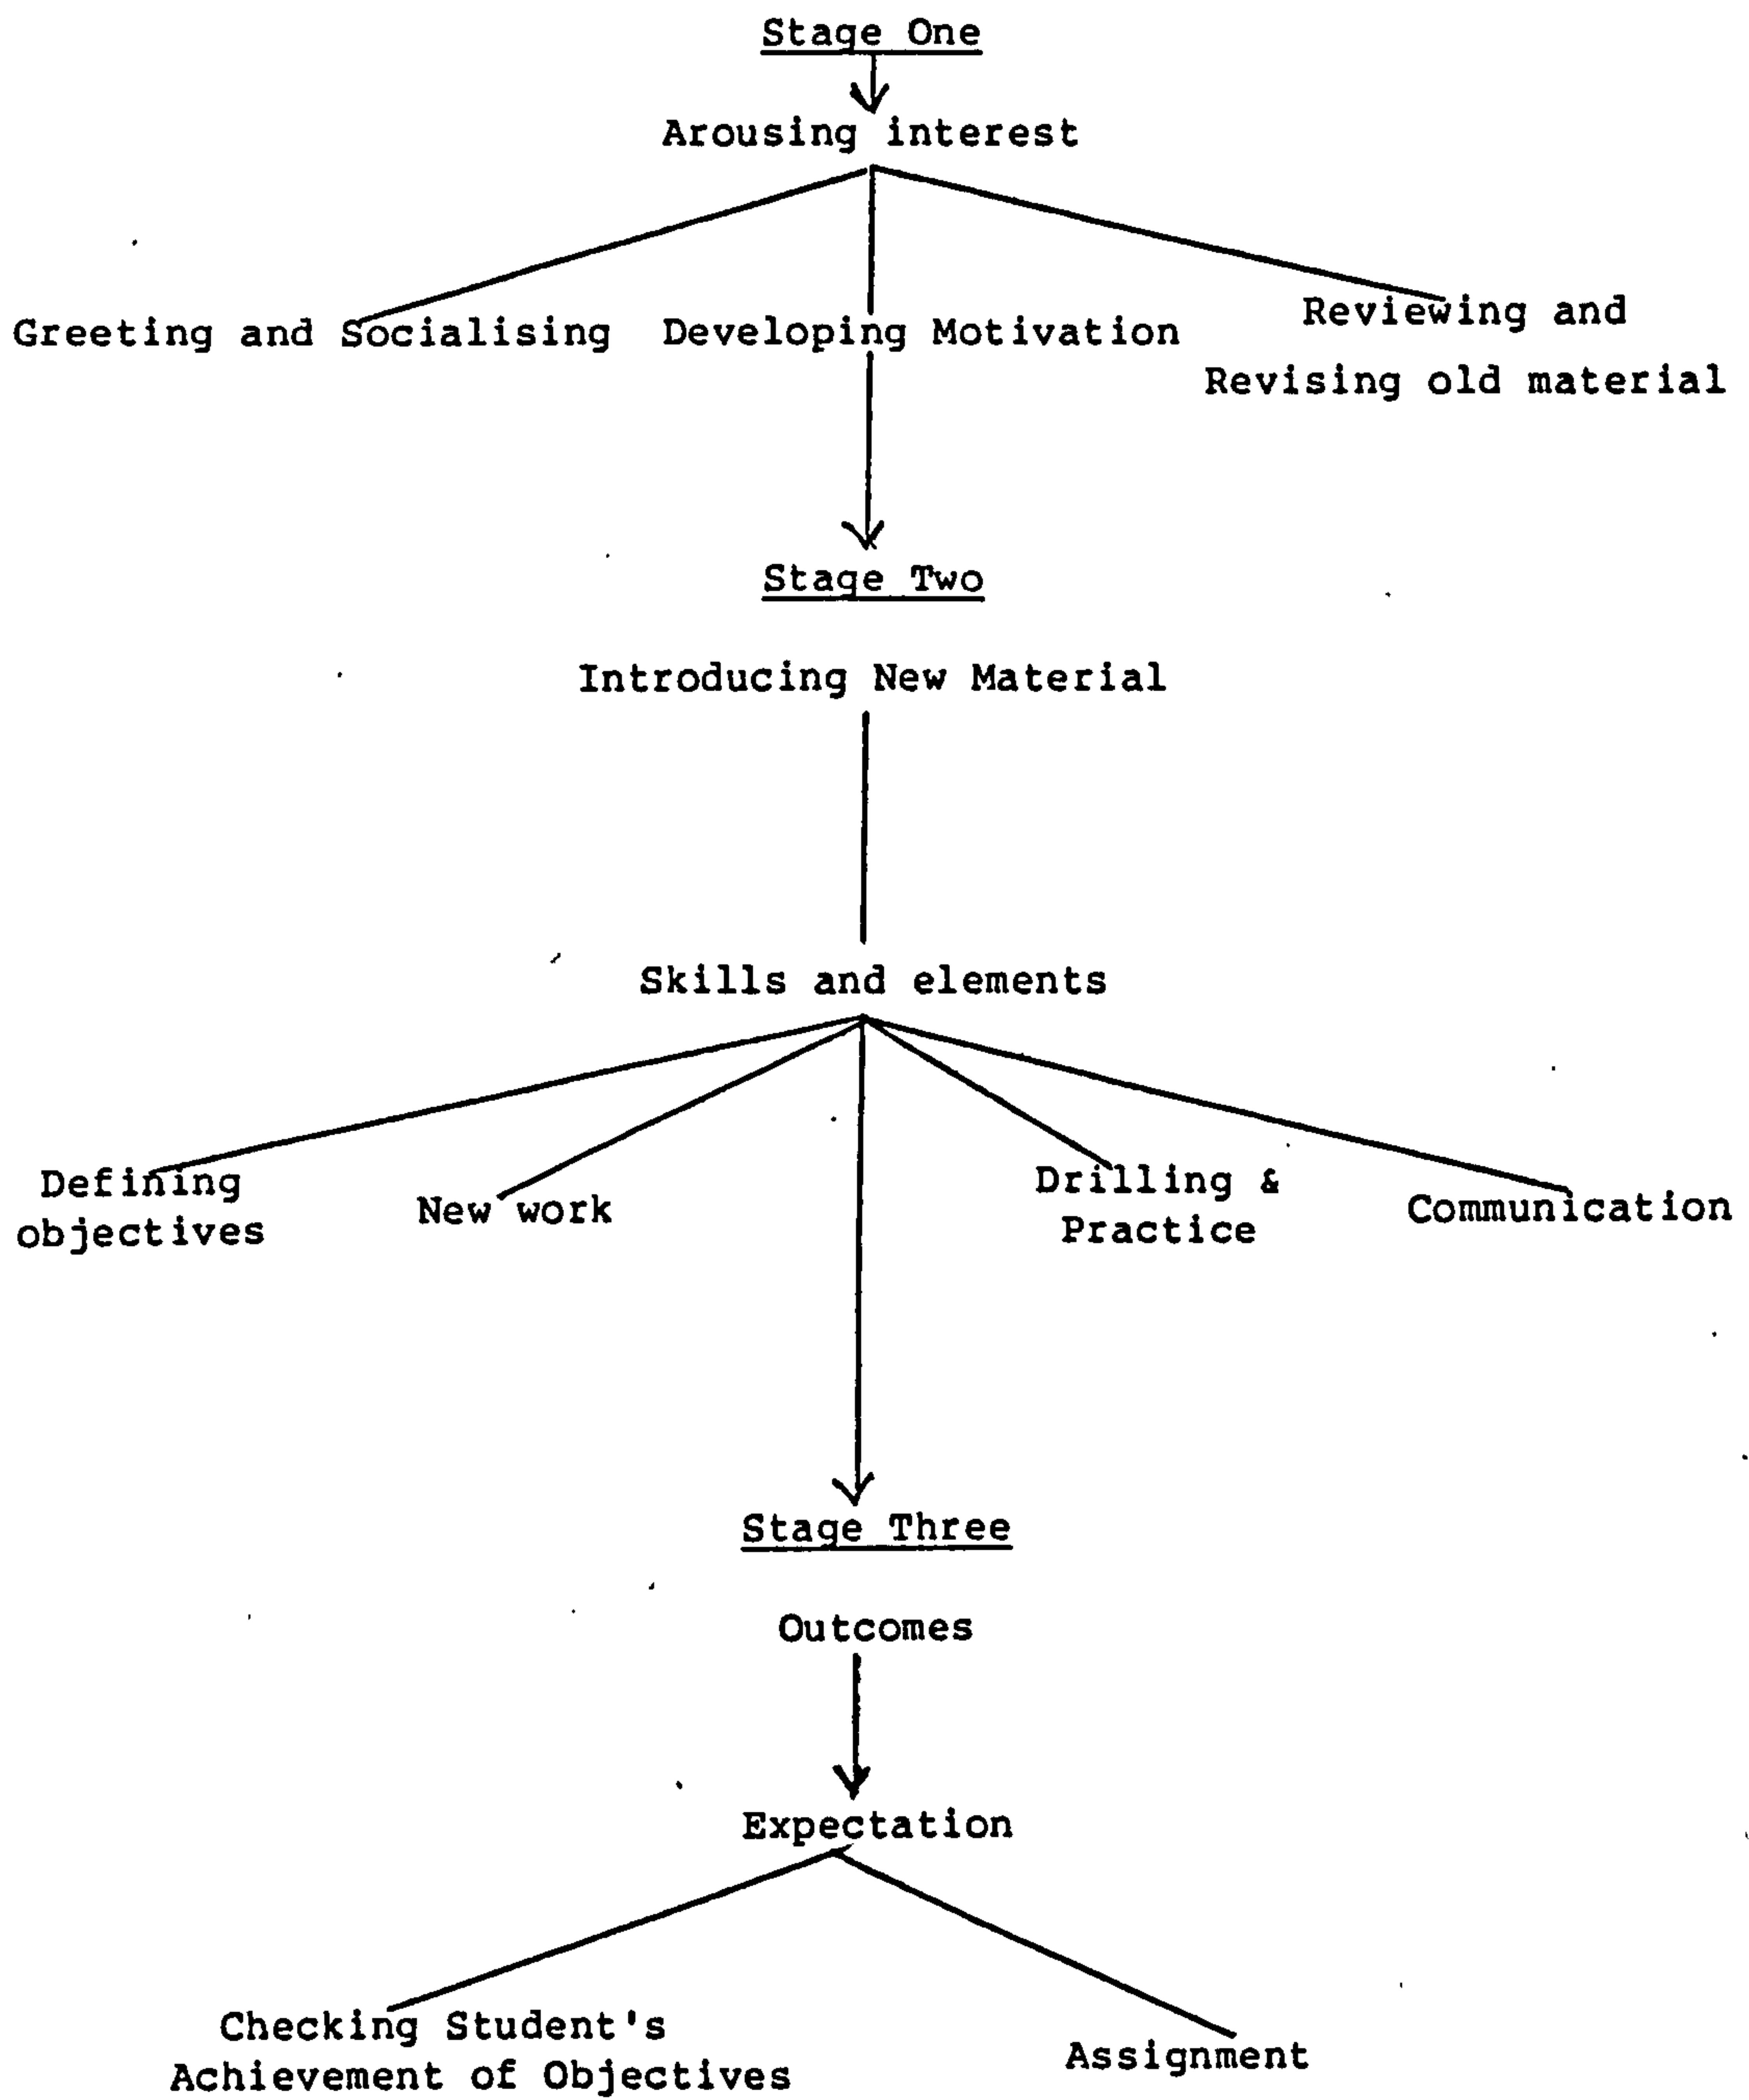 Stage One
Arousing interest
Greeting and Socialising
Developing Motivation
Reviewing and
Revising old material
Stage Two
Introducing New Material
Skills and elements
Defining
objectives
New work
Drilling &
Practice
Communication
Stage Three
Outcomes
Expectation
Checking Student's
Achievement of Objectives
Assignment